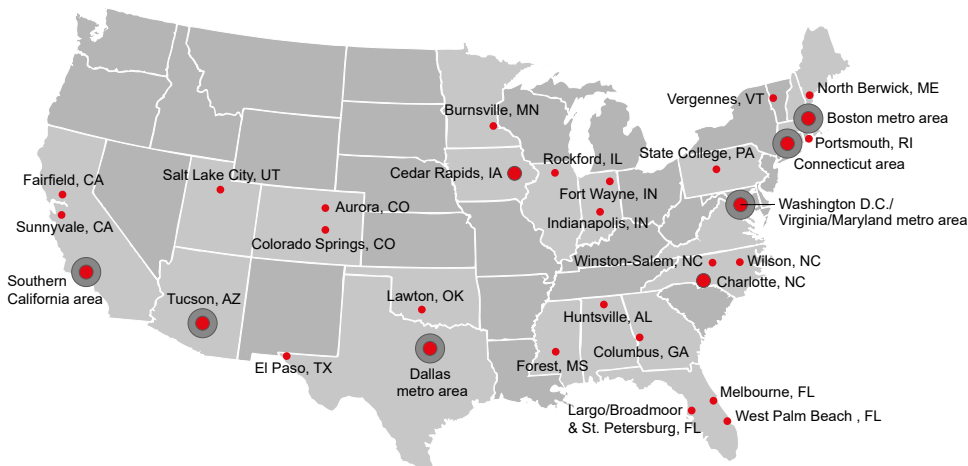 North Berwick, ME
Vergennes, VT
Burnsville, MN
Boston metro area
Portsmouth, RI
State College, PA
Rockford, IL
Connecticut area
Cedar Rapids, IA
Salt Lake City, UT
Fairfield, CA
Fort Wayne, IN
Washington D.C./
Virginia/Maryland metro area
Aurora, CO
Sunnyvale, CA
Indianapolis, IN
Colorado Springs, CO
Winston-Salem, NC
Wilson, NC
Southern
California area
Charlotte, NC
Tucson, AZ
Lawton, OK
Huntsville, AL
Columbus, GA
El Paso, TX
Forest, MS
Dallas
metro area
Melbourne, FL
Largo/Broadmoor
& St. Petersburg, FL
West Palm Beach , FL